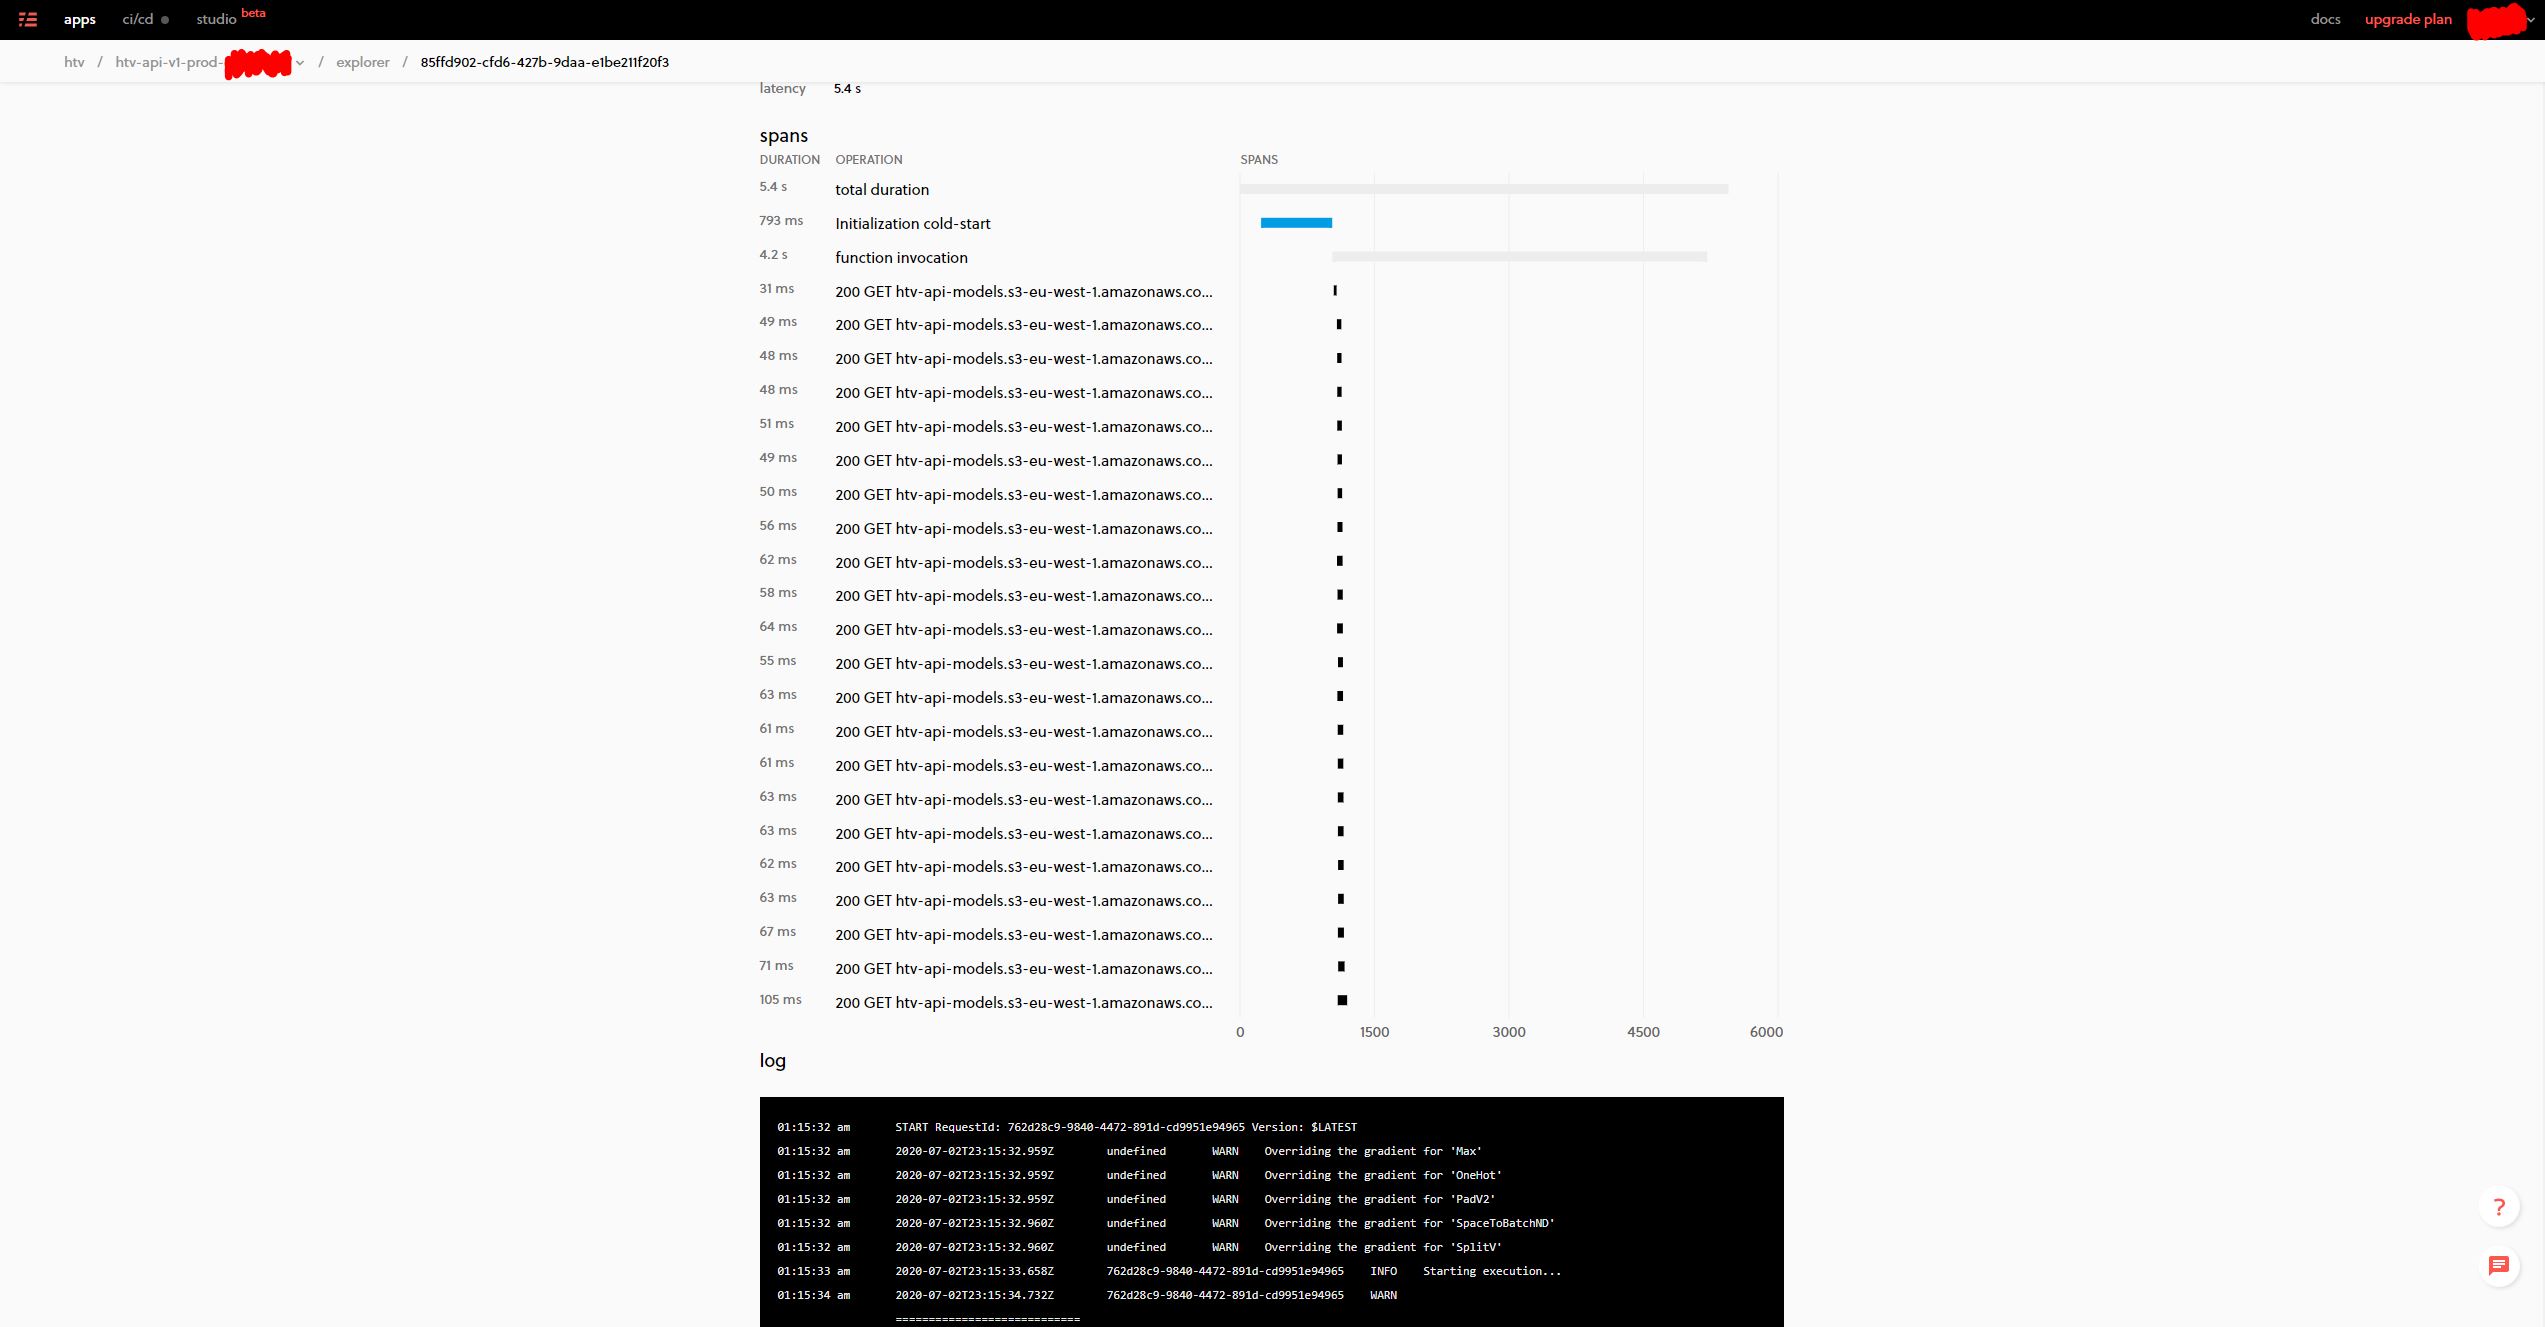 apps ci/cd studio beta docs upgrade plan
htv / htv-api-v1-prod- / explorer / 85ffd902-cfd6-427b-9daa-e1be211f20f3
latency 5.4 s
spans
DURATION OPERATION SPANS
5.4 s total duration
793 ms Initialization cold-start
4.2 s function invocation
31 ms 200 GET htv-api-models.s3-eu-west-1.amazonaws.co...
49 ms 200 GET htv-api-models.s3-eu-west-1.amazonaws.co...
48 ms 200 GET htv-api-models.s3-eu-west-1.amazonaws.co...
48 ms 200 GET htv-api-models.s3-eu-west-1.amazonaws.co...
51 ms 200 GET htv-api-models.s3-eu-west-1.amazonaws.co...
49 ms 200 GET htv-api-models.s3-eu-west-1.amazonaws.co...
50 ms 200 GET htv-api-models.s3-eu-west-1.amazonaws.co...
56 ms 200 GET htv-api-models.s3-eu-west-1.amazonaws.co...
62 ms 200 GET htv-api-models.s3-eu-west-1.amazonaws.co...
58 ms 200 GET htv-api-models.s3-eu-west-1.amazonaws.co...
64 ms 200 GET htv-api-models.s3-eu-west-1.amazonaws.co...
55 ms 200 GET htv-api-models.s3-eu-west-1.amazonaws.co...
63 ms 200 GET htv-api-models.s3-eu-west-1.amazonaws.co...
61 ms 200 GET htv-api-models.s3-eu-west-1.amazonaws.co...
61 ms 200 GET htv-api-models.s3-eu-west-1.amazonaws.co...
63 ms 200 GET htv-api-models.s3-eu-west-1.amazonaws.co...
63 ms 200 GET htv-api-models.s3-eu-west-1.amazonaws.co...
62 ms 200 GET htv-api-models.s3-eu-west-1.amazonaws.co...
63 ms 200 GET htv-api-models.s3-eu-west-1.amazonaws.co...
67 ms 200 GET htv-api-models.s3-eu-west-1.amazonaws.co...
71 ms 200 GET htv-api-models.s3-eu-west-1.amazonaws.co...
105 ms 200 GET htv-api-models.s3-eu-west-1.amazonaws.co...
0 1500 3000 4500 6000
log
01:15:32 am START RequestId: 762d28c9-9840-4472-891d-cd9951e94965 Version: $LATEST
01:15:32 am 2020-07-02T23:15:32.959Z undefined WARN Overriding the gradient for 'Max'
01:15:32 am 2020-07-02T23:15:32.959Z undefined WARN Overriding the gradient for 'OneHot'
01:15:32 am 2020-07-02T23:15:32.959Z undefined WARN Overriding the gradient for 'PadV2'
01:15:32 am 2020-07-02T23:15:32.960Z undefined WARN Overriding the gradient for 'SpaceToBatchND'
01:15:32 am 2020-07-02T23:15:32.960Z undefined WARN Overriding the gradient for 'SplitV'
01:15:33 am 2020-07-02T23:15:33.658Z 762d28c9-9840-4472-891d-cd9951e94965 INFO Starting execution...
01:15:34 am 2020-07-02T23:15:34.732Z 762d28c9-9840-4472-891d-cd9951e94965 WARN
============================
?